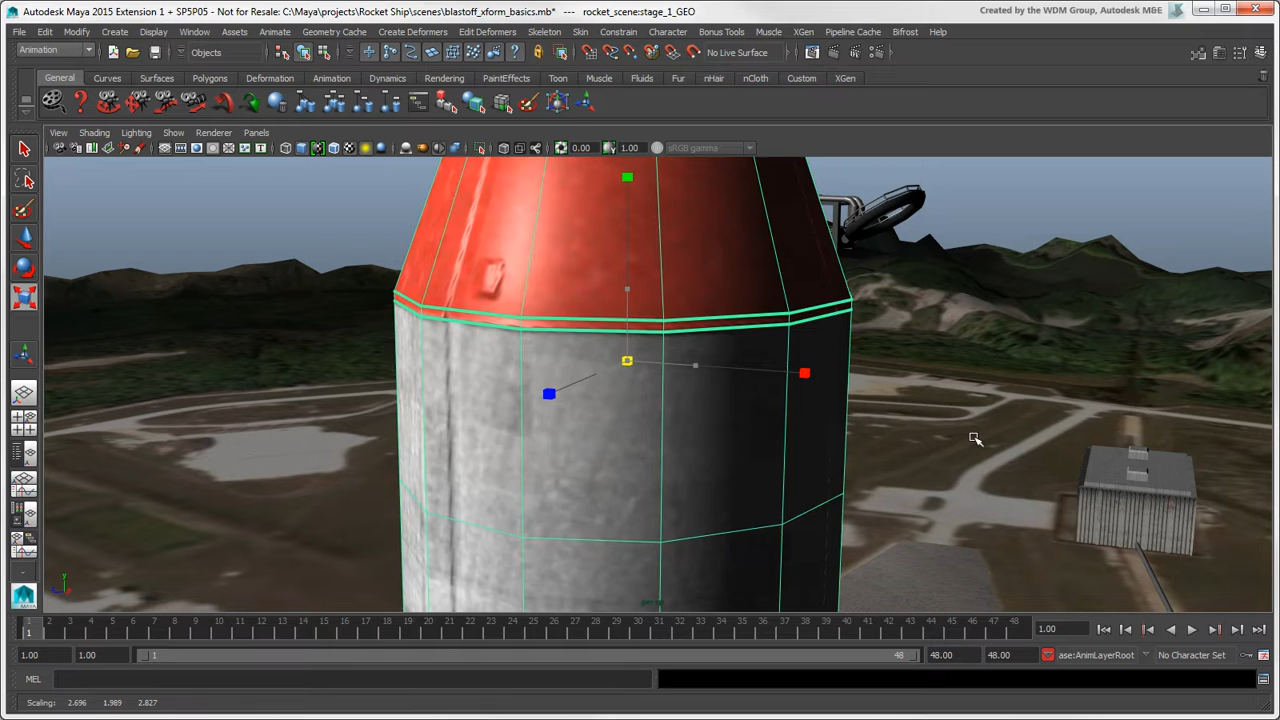 Autodesk Maya 2015 Extension 1 + SP5P05 - Not for Resale: C:\Maya\projects\Rocket Ship\scenes\blastoff_xform_basics.mb* --- rocket_scene:stage_1_GEO
Created by the WDM Group, Autodesk M&E
File Edit Modify Create Display Window Assets Animate Geometry Cache Create Deformers Edit Deformers Skeleton Skin Constrain Character Bonus Tools Muscle XGen Pipeline Cache Bifrost Help
Animation Objects No Live Surface
General Curves Surfaces Polygons Deformation Animation Dynamics Rendering PaintEffects Toon Muscle Fluids Fur nHair nCloth Custom XGen
View Shading Lighting Show Renderer Panels
0.00 1.00 sRGB gamma
y
persp
MAYA
1 2 3 4 5 6 7 8 9 10 11 12 13 14 15 16 17 18 19 20 21 22 23 24 25 26 27 28 29 30 31 32 33 34 35 36 37 38 39 40 41 42 43 44 45 46 47 48
1 1.00
1.00 1.00 1 48 48.00 48.00 ase:AnimLayerRoot No Character Set
MEL
Scaling: 2.696 1.989 2.827